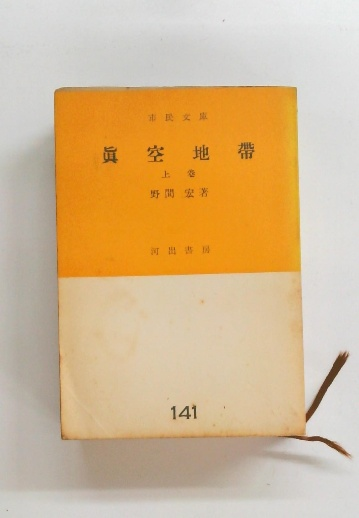 市民文庫
眞空地帶
上卷
野間宏著
河出書房
141